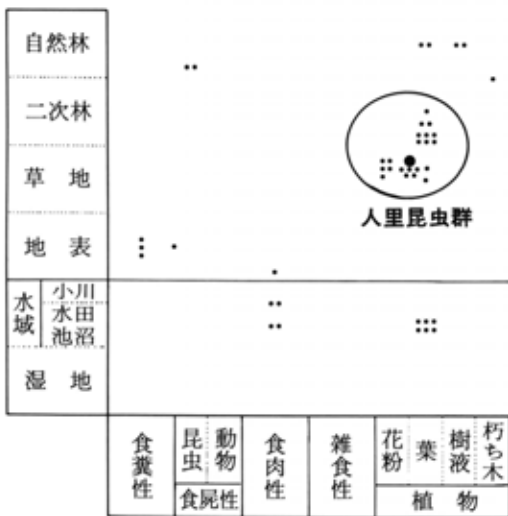 自然林
二次林
草 地
地 表
水域
小川
水田
池沼
湿 地
人里昆虫群
食糞性
昆虫
動物
食屍性
食肉性
雑食性
花粉
葉
樹液
朽ち木
植 物